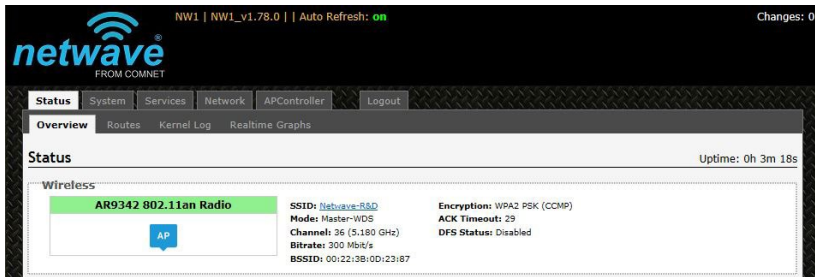 NW1 | NW1_v1.78.0 | | Auto Refresh: on
Changes: 0
netwave®
FROM COMNET
Status System Services Network APController Logout
Overview Routes Kernel Log Realtime Graphs
Status
Uptime: 0h 3m 18s
Wireless
AR9342 802.11an Radio
AP
SSID: Netwave-R&D
Mode: Master-WDS
Channel: 36 (5.180 GHz)
Bitrate: 300 Mbit/s
BSSID: 00:22:3B:0D:23:87
Encryption: WPA2 PSK (CCMP)
ACK Timeout: 29
DFS Status: Disabled